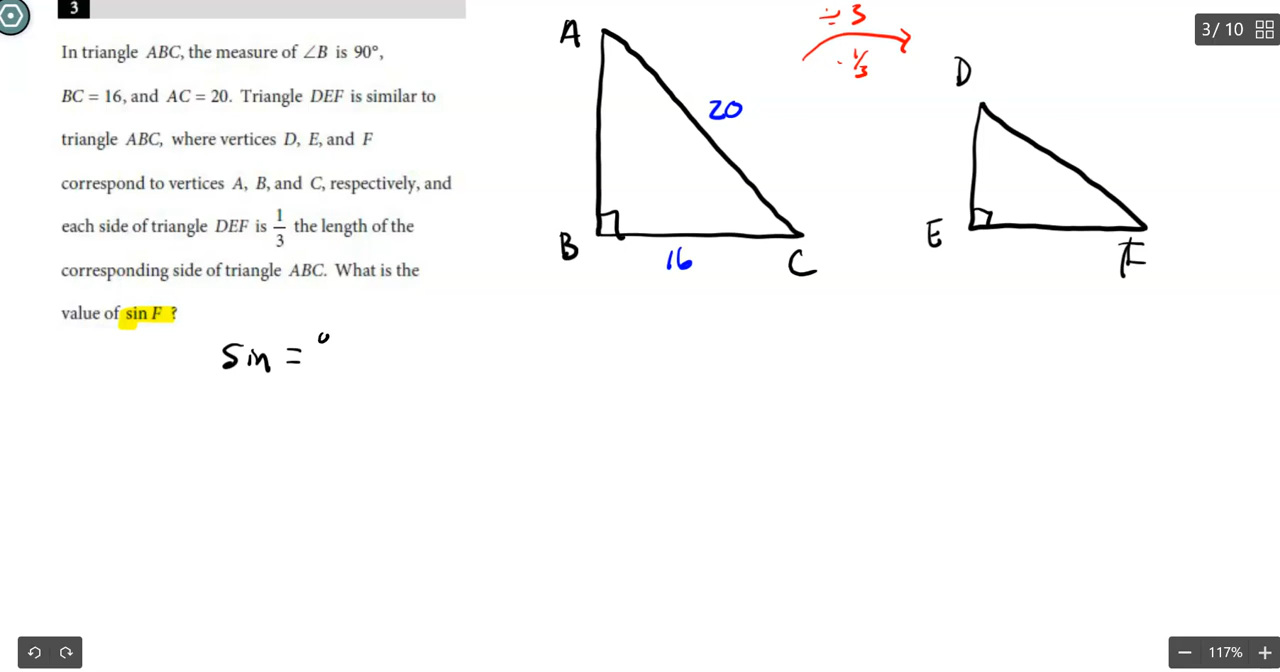 3
In triangle ABC, the measure of ∠B is 90°,
BC = 16, and AC = 20. Triangle DEF is similar to
triangle ABC, where vertices D, E, and F
correspond to vertices A, B, and C, respectively, and
each side of triangle DEF is 1/3 the length of the
corresponding side of triangle ABC. What is the
value of sin F ?
sin = o
A
20
B
16
C
÷ 3
· 1/3
D
E
F
3 / 10
117%